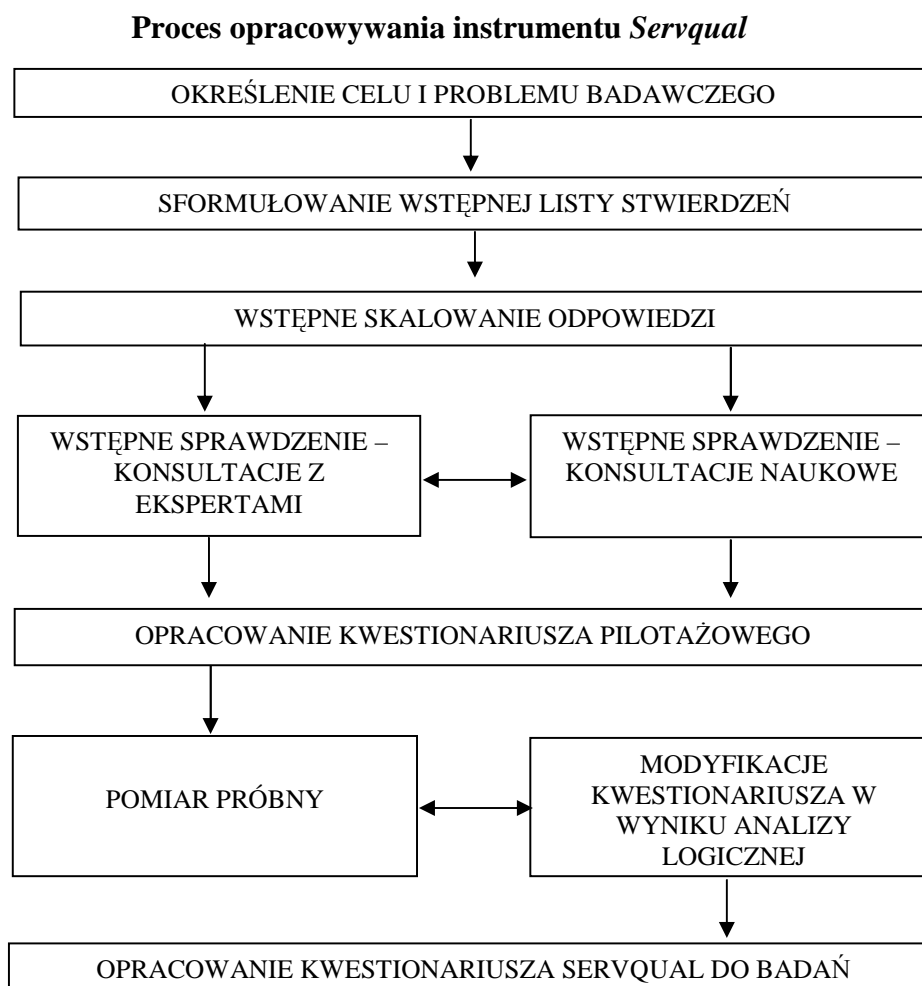 Proces opracowywania instrumentu Servqual
OKREŚLENIE CELU I PROBLEMU BADAWCZEGO
SFORMUŁOWANIE WSTĘPNEJ LISTY STWIERDZEŃ
WSTĘPNE SKALOWANIE ODPOWIEDZI
WSTĘPNE SPRAWDZENIE –
KONSULTACJE Z
EKSPERTAMI
WSTĘPNE SPRAWDZENIE –
KONSULTACJE NAUKOWE
OPRACOWANIE KWESTIONARIUSZA PILOTAŻOWEGO
POMIAR PRÓBNY
MODYFIKACJE
KWESTIONARIUSZA W
WYNIKU ANALIZY
LOGICZNEJ
OPRACOWANIE KWESTIONARIUSZA SERVQUAL DO BADAŃ